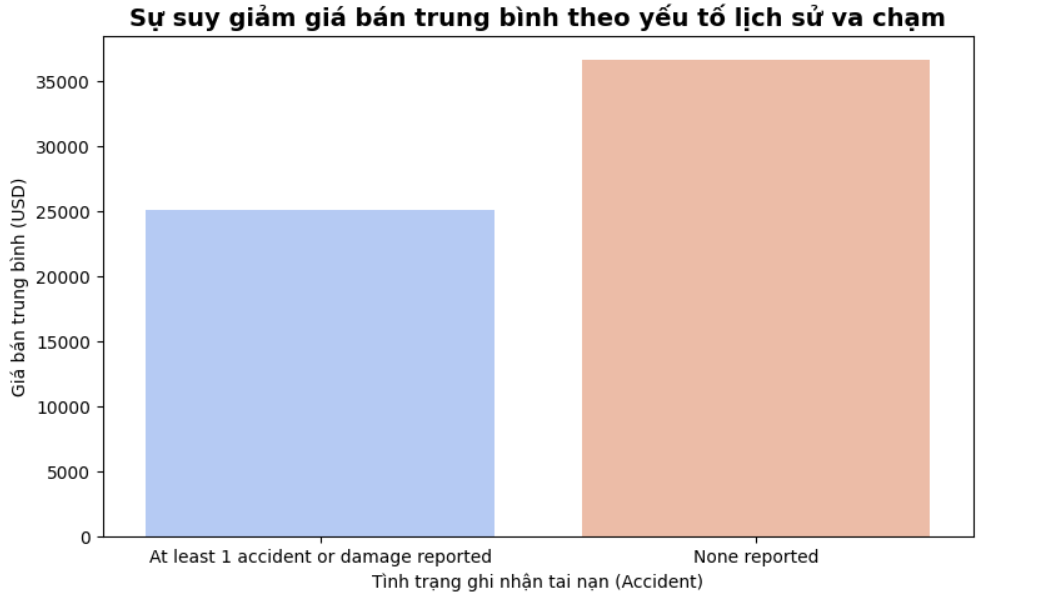 Sự suy giảm giá bán trung bình theo yếu tố lịch sử va chạm
Giá bán trung bình (USD)
35000
30000
25000
20000
15000
10000
5000
0
At least 1 accident or damage reported
None reported
Tình trạng ghi nhận tai nạn (Accident)